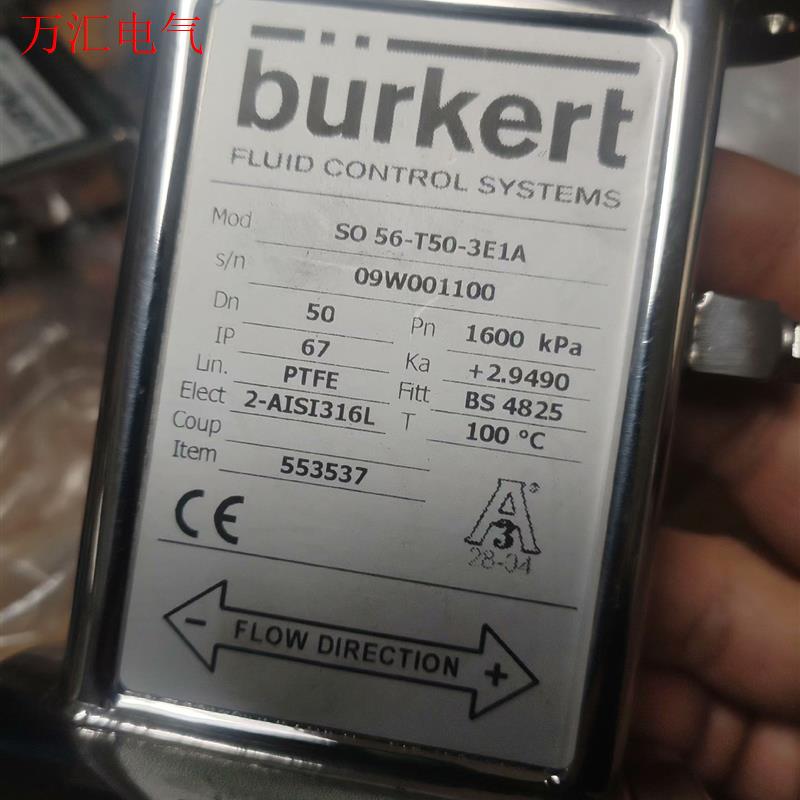 万汇电气
bürkert
FLUID CONTROL SYSTEMS
Mod SO 56-T50-3E1A
s/n 09W001100
Dn 50 Pn 1600 kPa
IP 67 Ka +2.9490
Lin. PTFE Fitt BS 4825
Elect 2-AISI316L T 100 °C
Coup
Item 553537
CE
A ®
3
28-04
- FLOW DIRECTION +